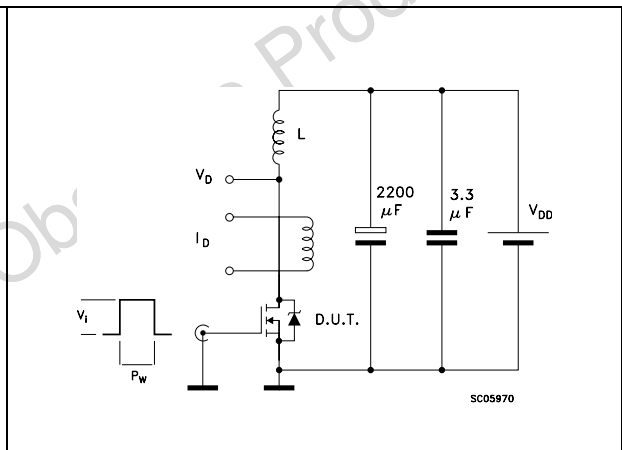 L
V_D
2200
μF
3.3
μF
V_DD
I_D
V_i
D.U.T.
P_W
SC05970